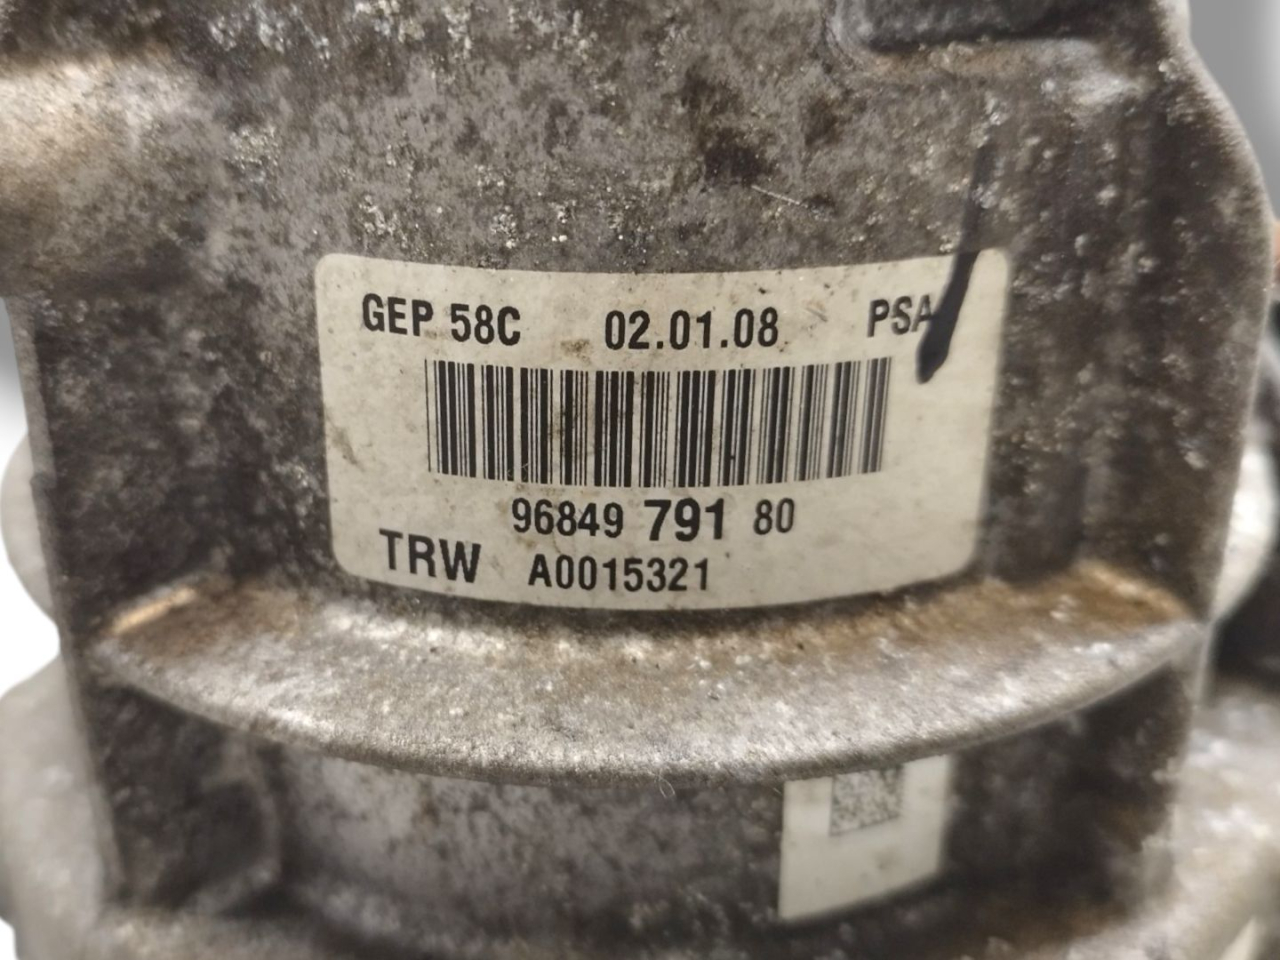 GEP 58C 02.01.08 PSA
96849 791 80
TRW A0015321